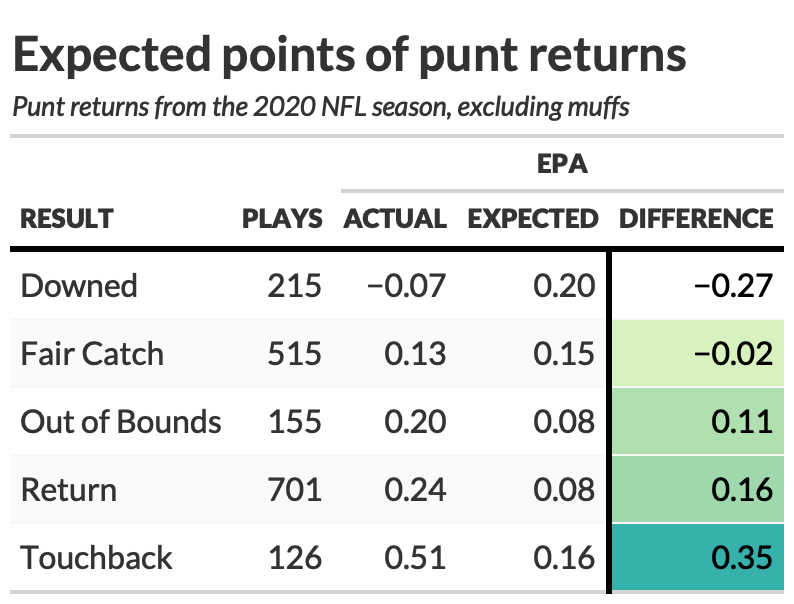 Expected points of punt returns
Punt returns from the 2020 NFL season, excluding muffs
EPA
RESULT PLAYS ACTUAL EXPECTED DIFFERENCE
Downed 215 −0.07 0.20 −0.27
Fair Catch 515 0.13 0.15 −0.02
Out of Bounds 155 0.20 0.08 0.11
Return 701 0.24 0.08 0.16
Touchback 126 0.51 0.16 0.35